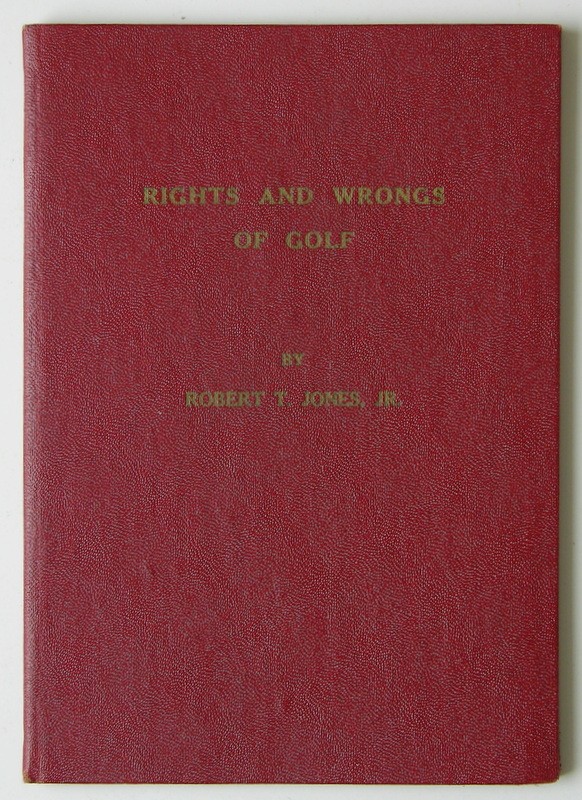 RIGHTS AND WRONGS
OF GOLF
BY
ROBERT T. JONES, JR.